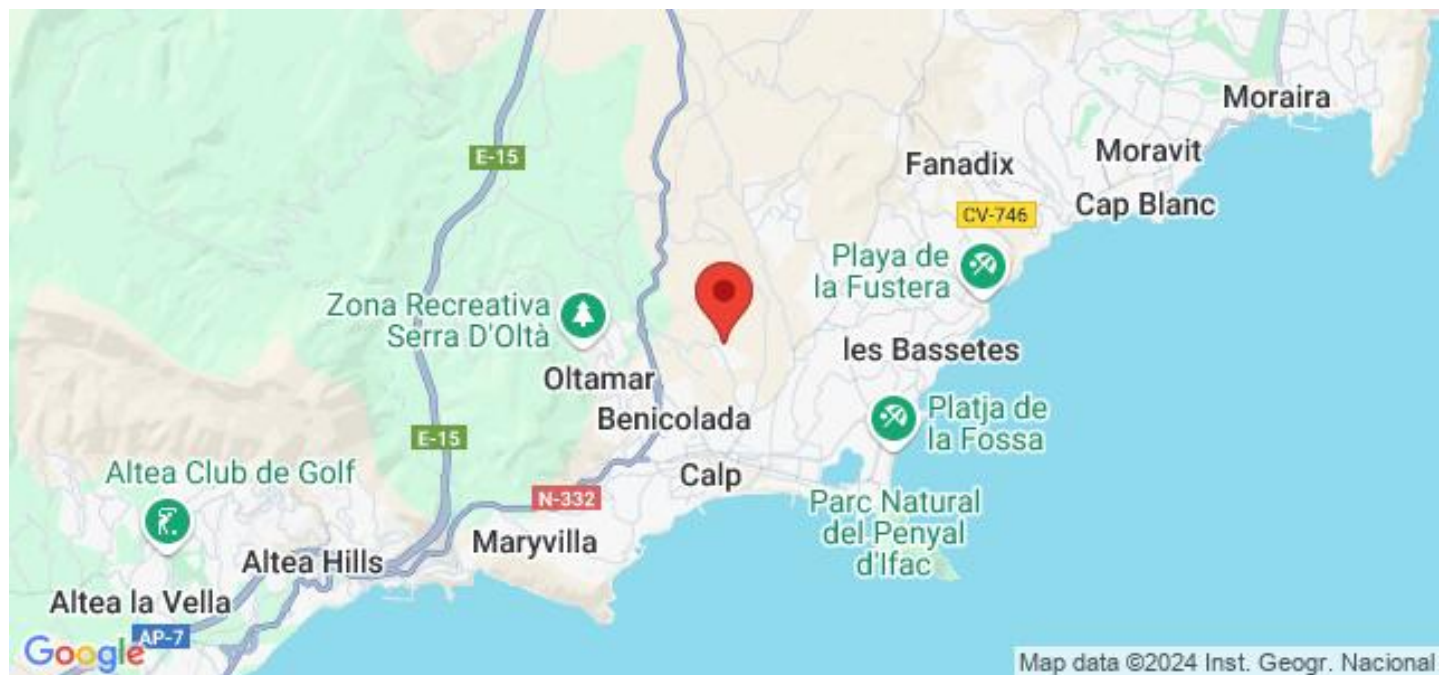 Moraira
E-15
Moravit
Fanadix
Cap Blanc
CV-746
Playa de
la Fustera
Zona Recreativa
Serra D'Oltà
les Bassetes
Oltamar
Benicolada
Platja de
la Fossa
E-15
Altea Club de Golf
Calp
N-332
Parc Natural
del Penyal
d'Ifac
Maryvilla
Altea Hills
Altea la Vella
AP-7
Google
Map data ©2024 Inst. Geogr. Nacional